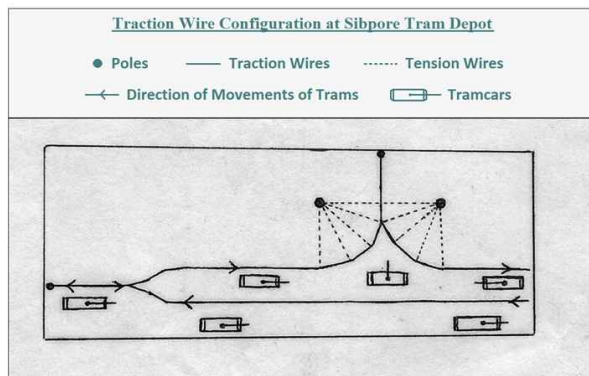 Traction Wire Configuration at Sibpore Tram Depot
Poles Traction Wires Tension Wires
Direction of Movements of Trams Tramcars